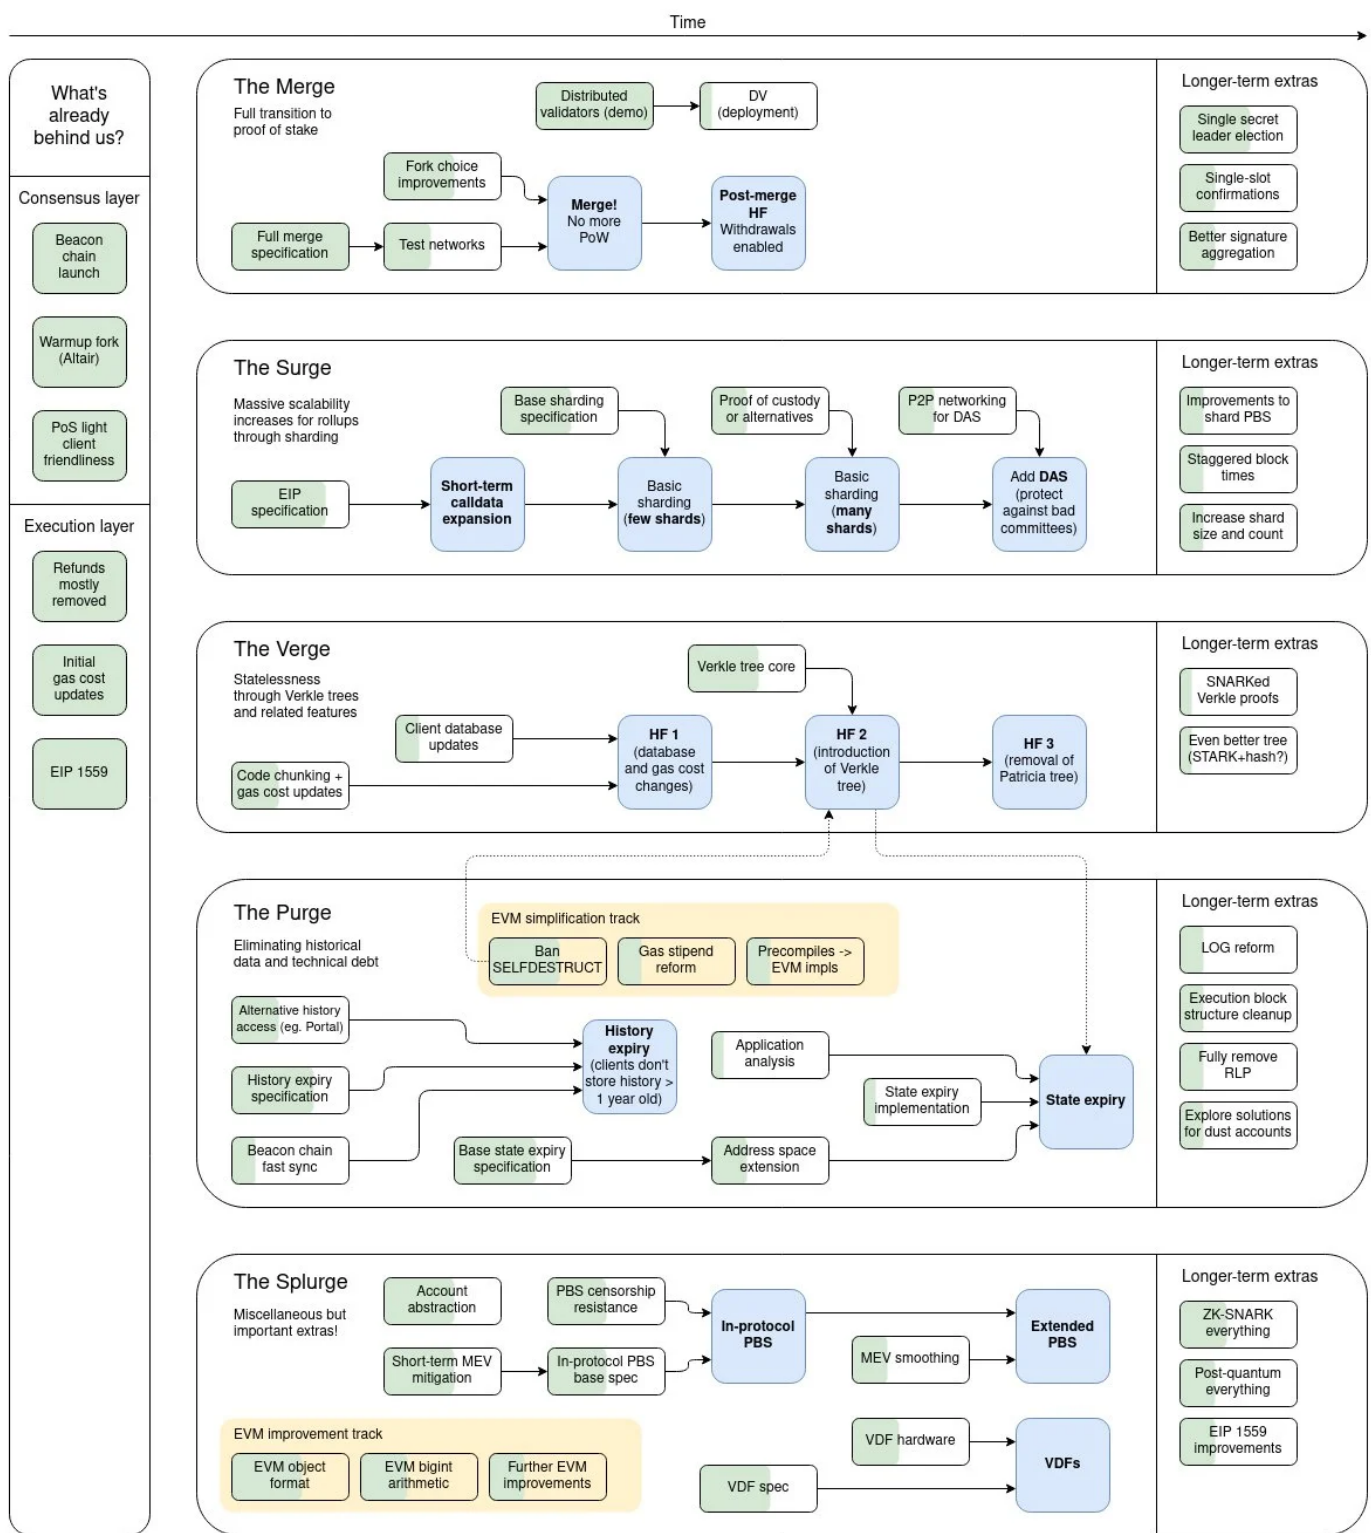 Time
What's
already
behind us?
Consensus layer
Beacon
chain
launch
Warmup fork
(Altair)
PoS light
client
friendliness
Execution layer
Refunds
mostly
removed
Initial
gas cost
updates
EIP 1559
The Merge
Full transition to
proof of stake
Distributed
validators (demo)
DV
(deployment)
Fork choice
improvements
Full merge
specification
Test networks
Merge!
No more
PoW
Post-merge
HF
Withdrawals
enabled
Longer-term extras
Single secret
leader election
Single-slot
confirmations
Better signature
aggregation
The Surge
Massive scalability
increases for rollups
through sharding
Base sharding
specification
Proof of custody
or alternatives
P2P networking
for DAS
EIP
specification
Short-term
calldata
expansion
Basic
sharding
(few shards)
Basic
sharding
(many
shards)
Add DAS
(protect
against bad
committees)
Longer-term extras
Improvements to
shard PBS
Staggered block
times
Increase shard
size and count
The Verge
Statelessness
through Verkle trees
and related features
Verkle tree core
Client database
updates
Code chunking +
gas cost updates
HF 1
(database
and gas cost
changes)
HF 2
(introduction
of Verkle
tree)
HF 3
(removal of
Patricia tree)
Longer-term extras
SNARKed
Verkle proofs
Even better tree
(STARK+hash?)
The Purge
Eliminating historical
data and technical debt
EVM simplification track
Ban
SELFDESTRUCT
Gas stipend
reform
Precompiles ->
EVM impls
Alternative history
access (eg. Portal)
History expiry
specification
Beacon chain
fast sync
History
expiry
(clients don't
store history >
1 year old)
Base state expiry
specification
Application
analysis
State expiry
implementation
Address space
extension
State expiry
Longer-term extras
LOG reform
Execution block
structure cleanup
Fully remove
RLP
Explore solutions
for dust accounts
The Splurge
Miscellaneous but
important extras!
Account
abstraction
PBS censorship
resistance
Short-term MEV
mitigation
In-protocol PBS
base spec
In-protocol
PBS
MEV smoothing
Extended
PBS
EVM improvement track
EVM object
format
EVM bigint
arithmetic
Further EVM
improvements
VDF hardware
VDF spec
VDFs
Longer-term extras
ZK-SNARK
everything
Post-quantum
everything
EIP 1559
improvements